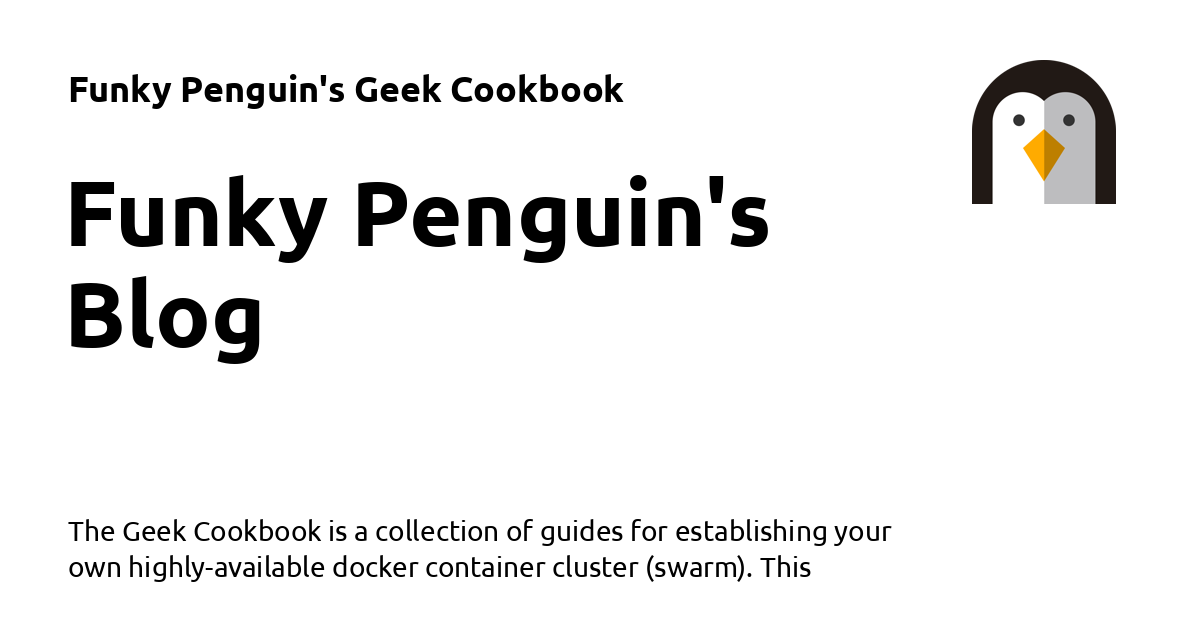 Funky Penguin's Geek Cookbook
Funky Penguin's
Blog
The Geek Cookbook is a collection of guides for establishing your
own highly-available docker container cluster (swarm). This